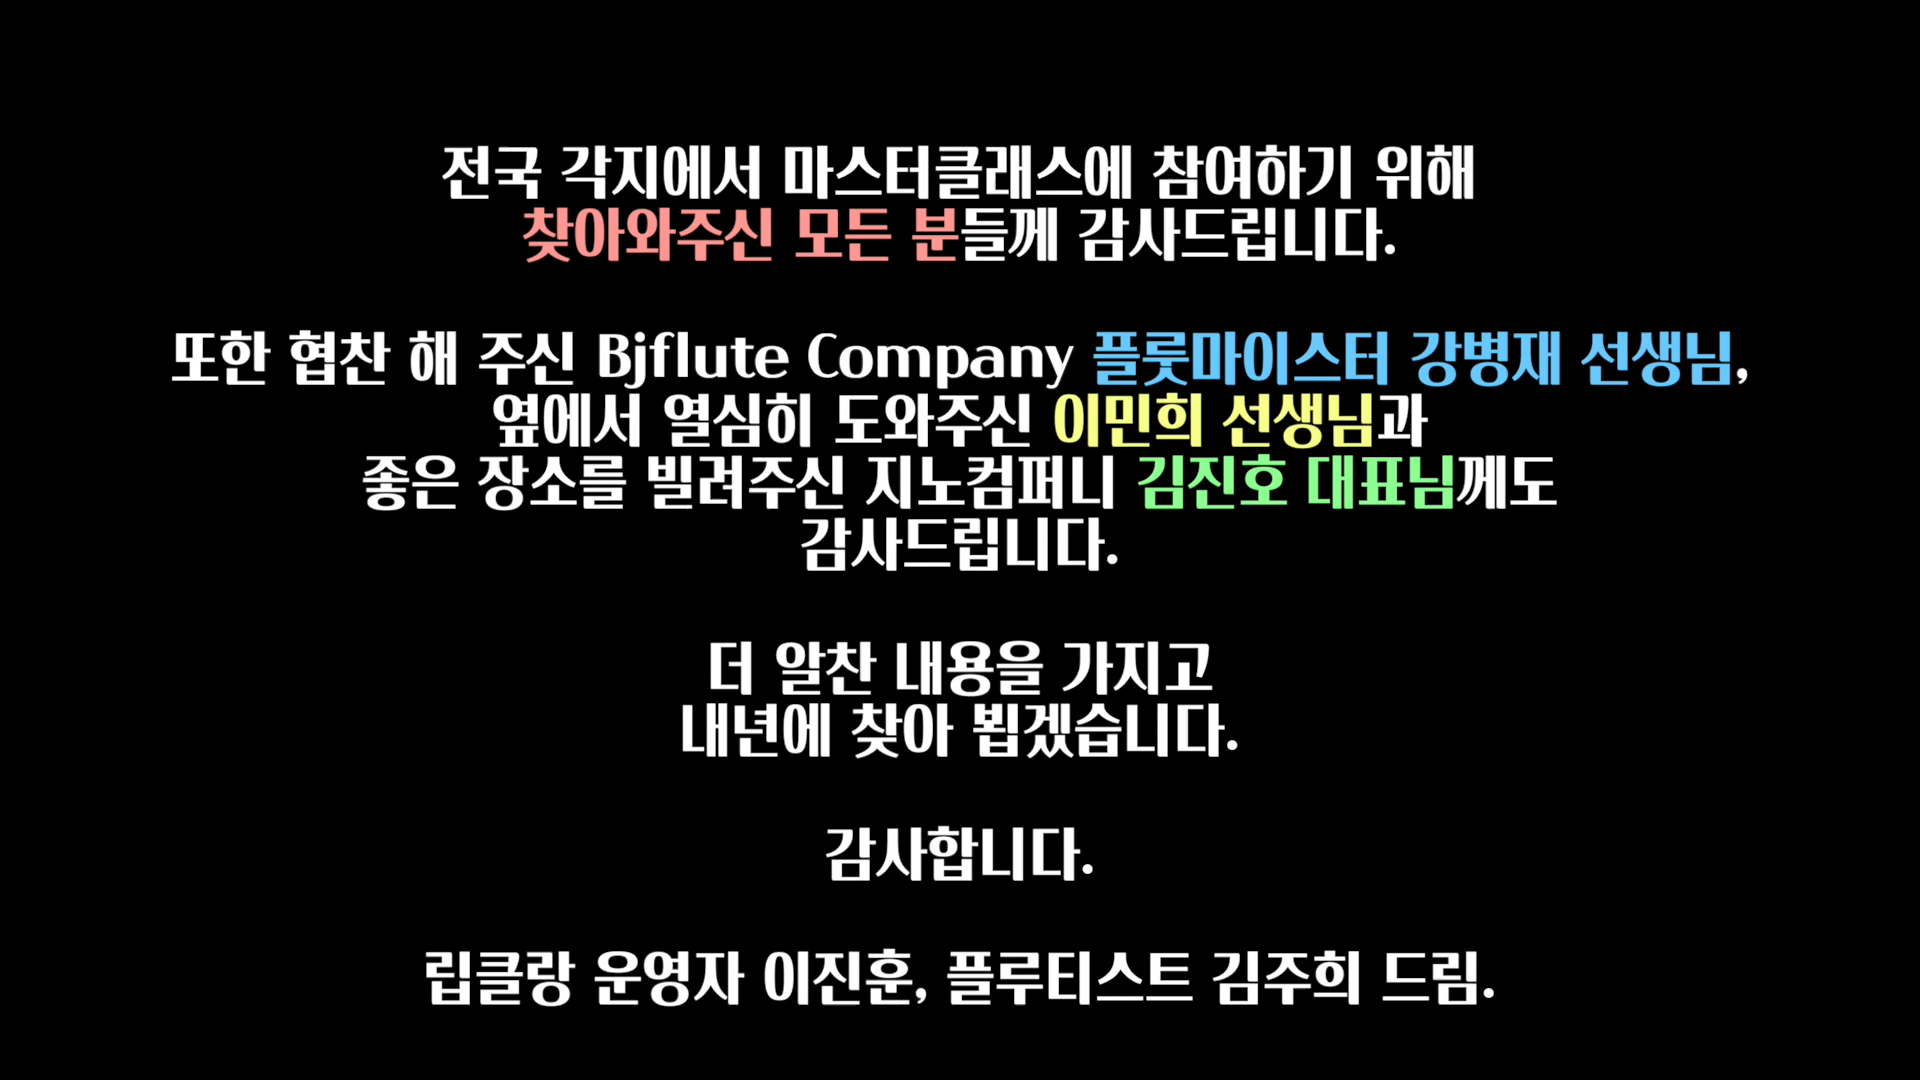 전국 각지에서 마스터클래스에 참여하기 위해
찾아와주신 모든 분들께 감사드립니다.
또한 협찬 해 주신 Bjflute Company 플룻마이스터 강병재 선생님,
옆에서 열심히 도와주신 이민희 선생님과
좋은 장소를 빌려주신 지노컴퍼니 김진호 대표님께도
감사드립니다.
더 알찬 내용을 가지고
내년에 찾아 뵙겠습니다.
감사합니다.
립클랑 운영자 이진훈, 플루티스트 김주희 드림.